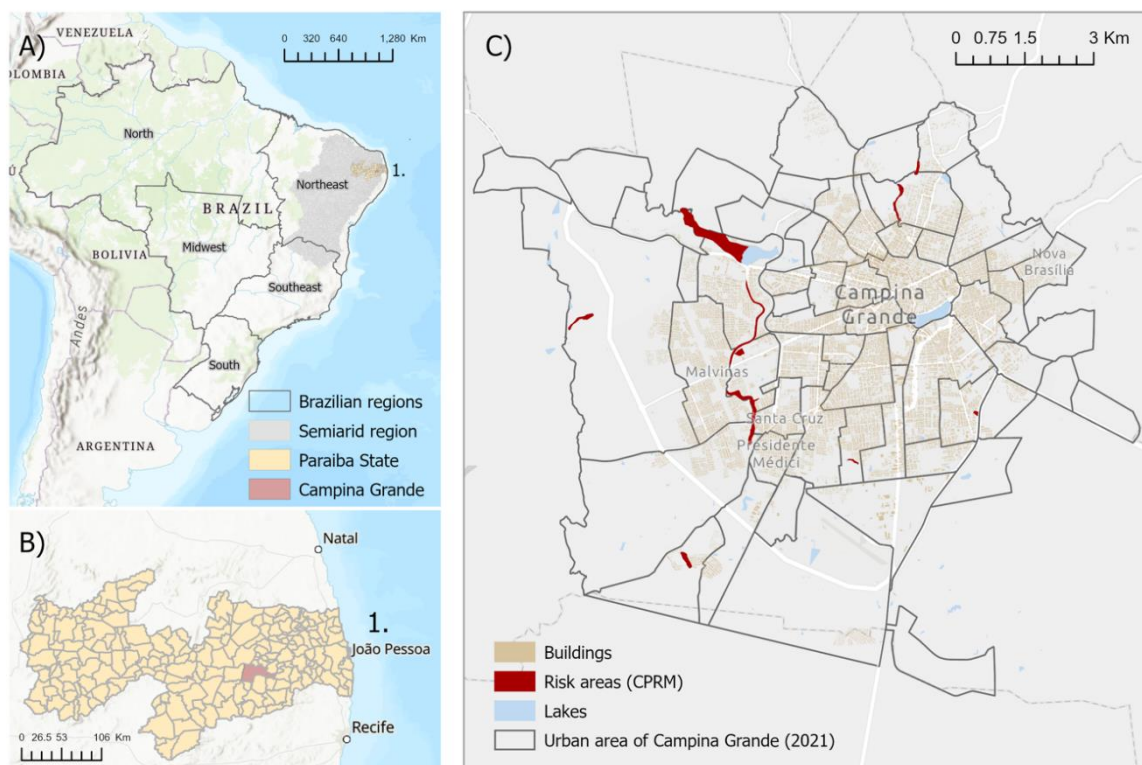 A)
VENEZUELA
OLOMBIA
0 320 640 1,280 Km
North
Northeast
1.
BRAZIL
Midwest
BOLIVIA
Southeast
Andes
South
ARGENTINA
Brazilian regions
Semiarid region
Paraiba State
Campina Grande
B)
Natal
1.
João Pessoa
Recife
0 26.5 53 106 Km
C)
0 0.75 1.5 3 Km
Nova
Brasília
Campina
Grande
Malvinas
Santa Cruz
Presidente
Médici
Buildings
Risk areas (CPRM)
Lakes
Urban area of Campina Grande (2021)